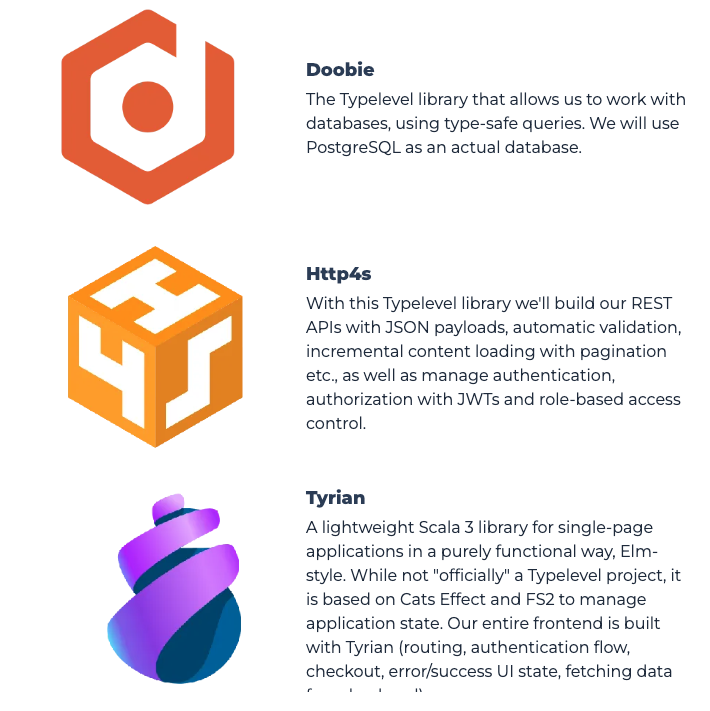 Doobie
The Typelevel library that allows us to work with
databases, using type-safe queries. We will use
PostgreSQL as an actual database.
Http4s
With this Typelevel library we'll build our REST
APIs with JSON payloads, automatic validation,
incremental content loading with pagination
etc., as well as manage authentication,
authorization with JWTs and role-based access
control.
Tyrian
A lightweight Scala 3 library for single-page
applications in a purely functional way, Elm-
style. While not "officially" a Typelevel project, it
is based on Cats Effect and FS2 to manage
application state. Our entire frontend is built
with Tyrian (routing, authentication flow,
checkout, error/success UI state, fetching data